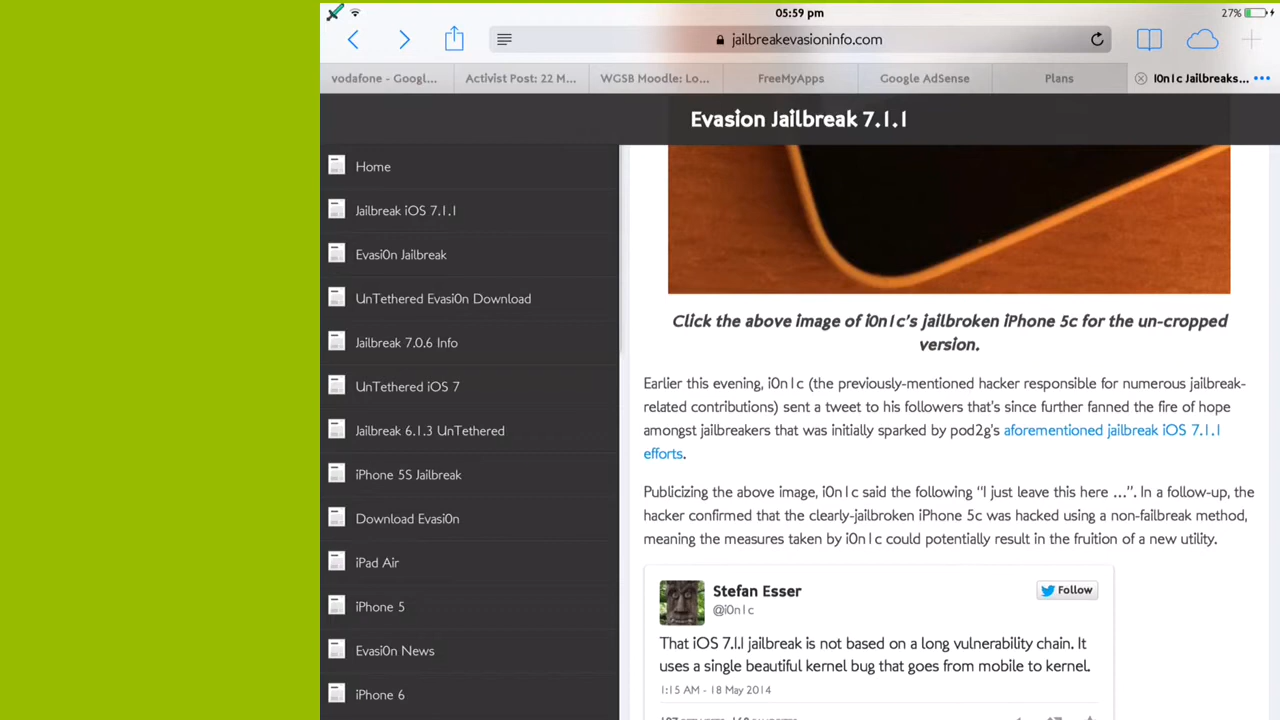 05:59 pm
27%
jailbreakevasioninfo.com
vodafone - Googl...
Activist Post: 22 M...
WGSB Moodle: Lo...
FreeMyApps
Google AdSense
Plans
i0n1c Jailbreaks...
Evasion Jailbreak 7.1.1
Home
Jailbreak iOS 7.1.1
Evasi0n Jailbreak
UnTethered Evasi0n Download
Jailbreak 7.0.6 Info
UnTethered iOS 7
Jailbreak 6.1.3 UnTethered
iPhone 5S Jailbreak
Download Evasi0n
iPad Air
iPhone 5
Evasi0n News
iPhone 6
Click the above image of i0n1c's jailbroken iPhone 5c for the un-cropped
version.
Earlier this evening, i0n1c (the previously-mentioned hacker responsible for numerous jailbreak-
related contributions) sent a tweet to his followers that's since further fanned the fire of hope
amongst jailbreakers that was initially sparked by pod2g's aforementioned jailbreak iOS 7.1.1
efforts.
Publicizing the above image, i0n1c said the following "I just leave this here ...". In a follow-up, the
hacker confirmed that the clearly-jailbroken iPhone 5c was hacked using a non-failbreak method,
meaning the measures taken by i0n1c could potentially result in the fruition of a new utility.
Stefan Esser
@i0n1c
Follow
That iOS 7.1.1 jailbreak is not based on a long vulnerability chain. It
uses a single beautiful kernel bug that goes from mobile to kernel.
1:15 AM - 18 May 2014